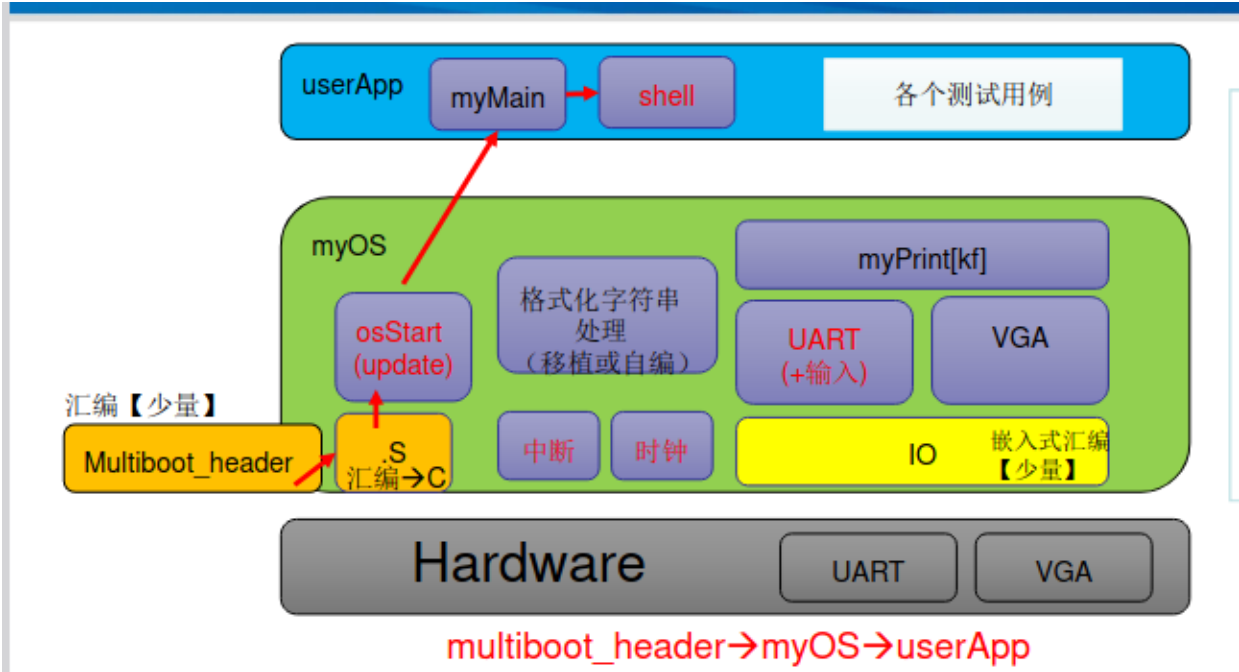 userApp
myMain
shell
各个测试用例
myOS
osStart
(update)
格式化字符串
处理
（移植或自编）
myPrint[kf]
UART
(+输入)
VGA
汇编【少量】
Multiboot_header
.S
汇编→C
中断
时钟
IO
嵌入式汇编
【少量】
Hardware
UART
VGA
multiboot_header→myOS→userApp